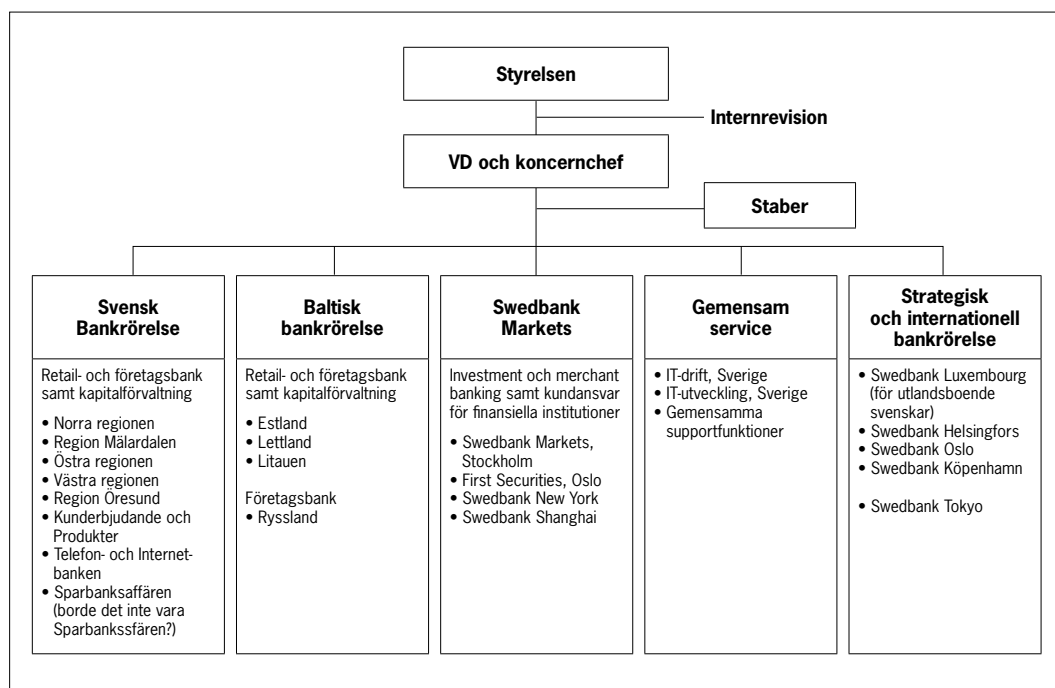 Styrelsen
Internrevision
VD och koncernchef
Staber
Svensk
Bankrörelse
Retail- och företagsbank
samt kapitalförvaltning
• Norra regionen
• Region Mälardalen
• Östra regionen
• Västra regionen
• Region Öresund
• Kunderbjudande och
Produkter
• Telefon- och Internet-
banken
• Sparbanksaffären
(borde det inte vara
Sparbankssfären?)
Baltisk
bankrörelse
Retail- och företagsbank
samt kapitalförvaltning
• Estland
• Lettland
• Litauen
Företagsbank
• Ryssland
Swedbank
Markets
Investment och merchant
banking samt kundansvar
för finansiella institutioner
• Swedbank Markets,
Stockholm
• First Securities, Oslo
• Swedbank New York
• Swedbank Shanghai
Gemensam
service
• IT-drift, Sverige
• IT-utveckling, Sverige
• Gemensamma
supportfunktioner
Strategisk
och internationell
bankrörelse
• Swedbank Luxembourg
(för utlandsboende
svenskar)
• Swedbank Helsingfors
• Swedbank Oslo
• Swedbank Köpenhamn
• Swedbank Tokyo